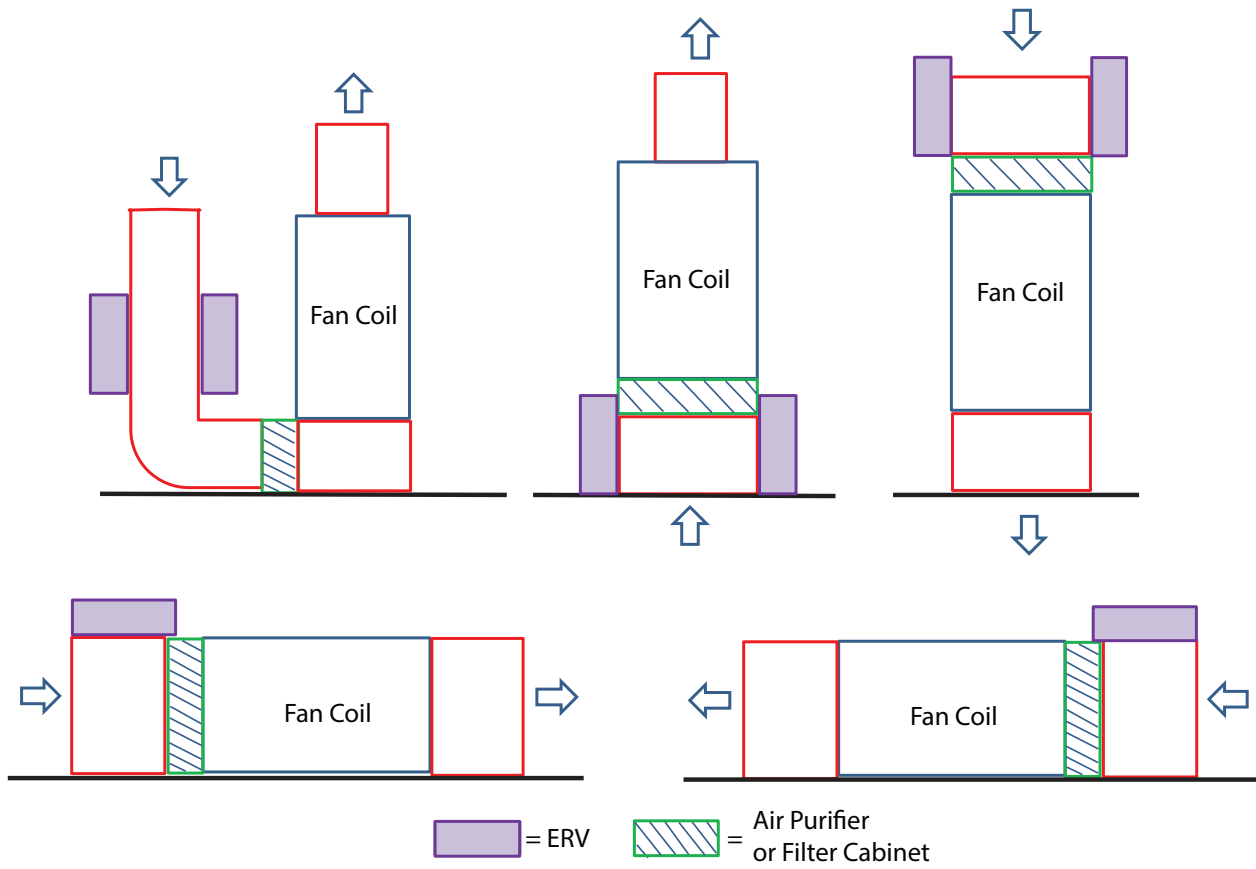 Fan Coil
Fan Coil
Fan Coil
Fan Coil
Fan Coil
= ERV
= Air Purifier
or Filter Cabinet